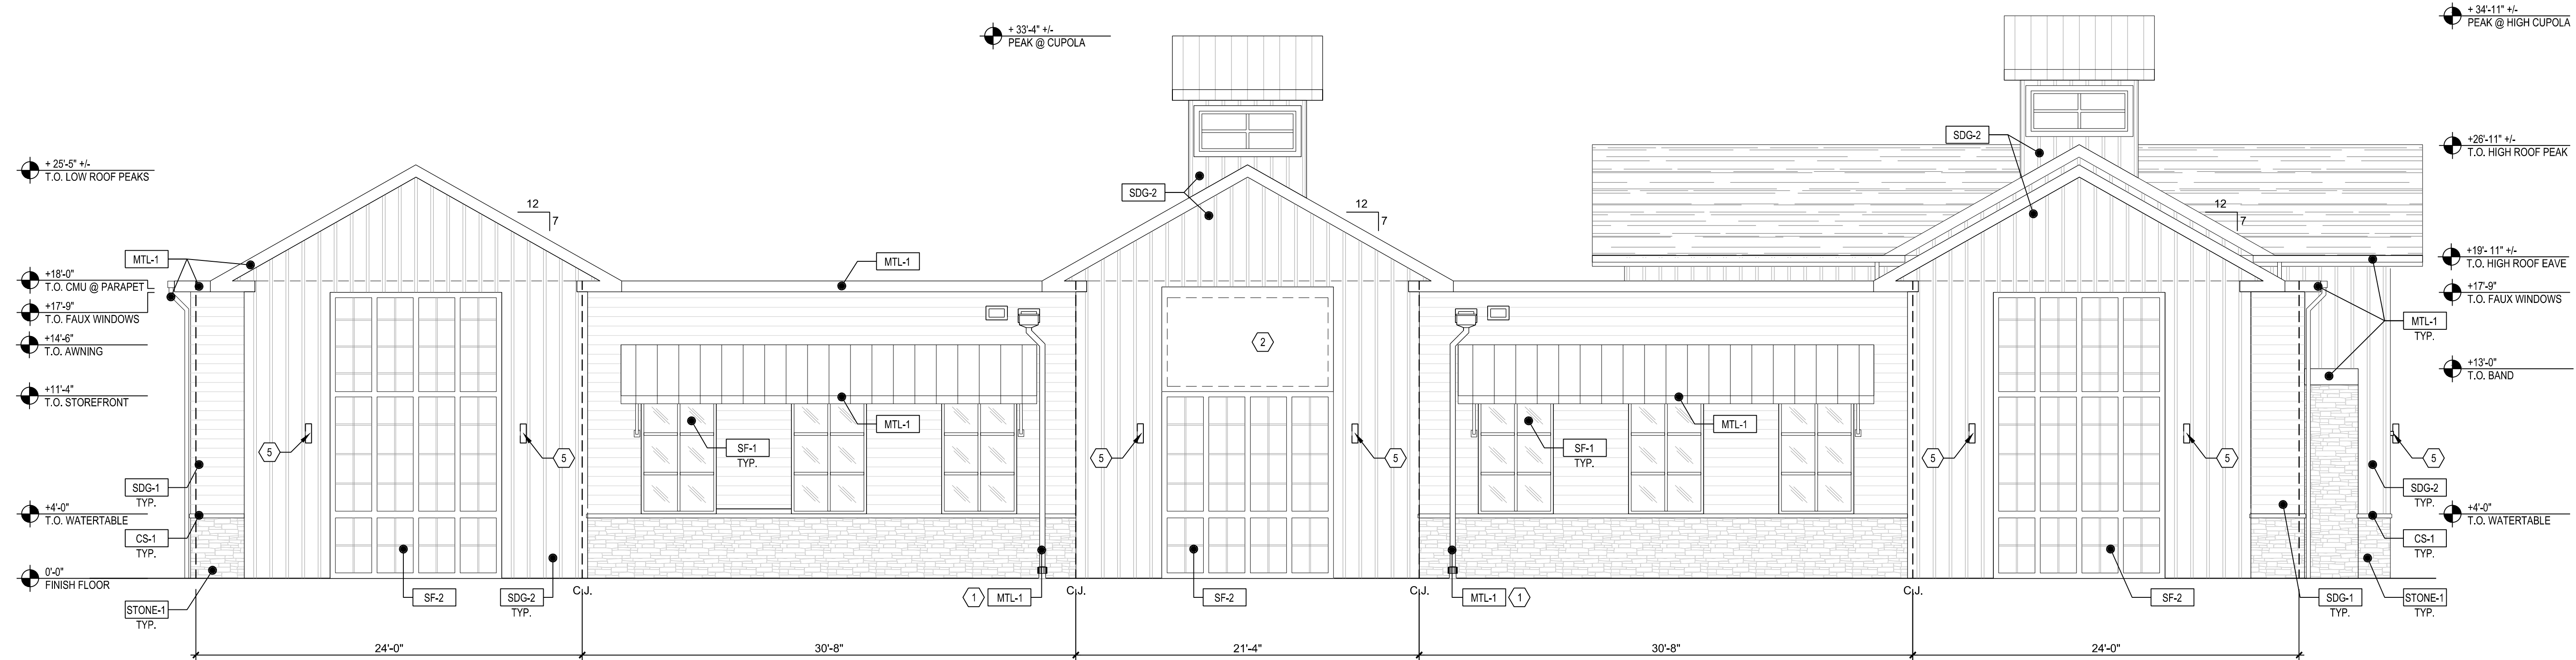 + 33'-4" +/-
PEAK @ CUPOLA
+ 34'-11" +/-
PEAK @ HIGH CUPOLA
+ 25'-5" +/-
T.O. LOW ROOF PEAKS
+18'-0"
T.O. CMU @ PARAPET
+17'-9"
T.O. FAUX WINDOWS
+14'-6"
T.O. AWNING
+11'-4"
T.O. STOREFRONT
+4'-0"
T.O. WATERTABLE
0'-0"
FINISH FLOOR
MTL-1
SDG-1
TYP.
CS-1
TYP.
STONE-1
TYP.
12
7
5
5
SF-2
SDG-2
TYP.
C.J.
MTL-1
MTL-1
SF-1
TYP.
1
MTL-1
C.J.
SDG-2
12
7
2
5
5
SF-2
C.J.
MTL-1
1
SF-1
TYP.
MTL-1
C.J.
SDG-2
12
7
5
5
SF-2
SDG-1
TYP.
+26'-11" +/-
T.O. HIGH ROOF PEAK
+19'- 11" +/-
T.O. HIGH ROOF EAVE
+17'-9"
T.O. FAUX WINDOWS
MTL-1
TYP.
+13'-0"
T.O. BAND
5
SDG-2
TYP.
+4'-0"
T.O. WATERTABLE
CS-1
TYP.
STONE-1
TYP.
24'-0"
30'-8"
21'-4"
30'-8"
24'-0"